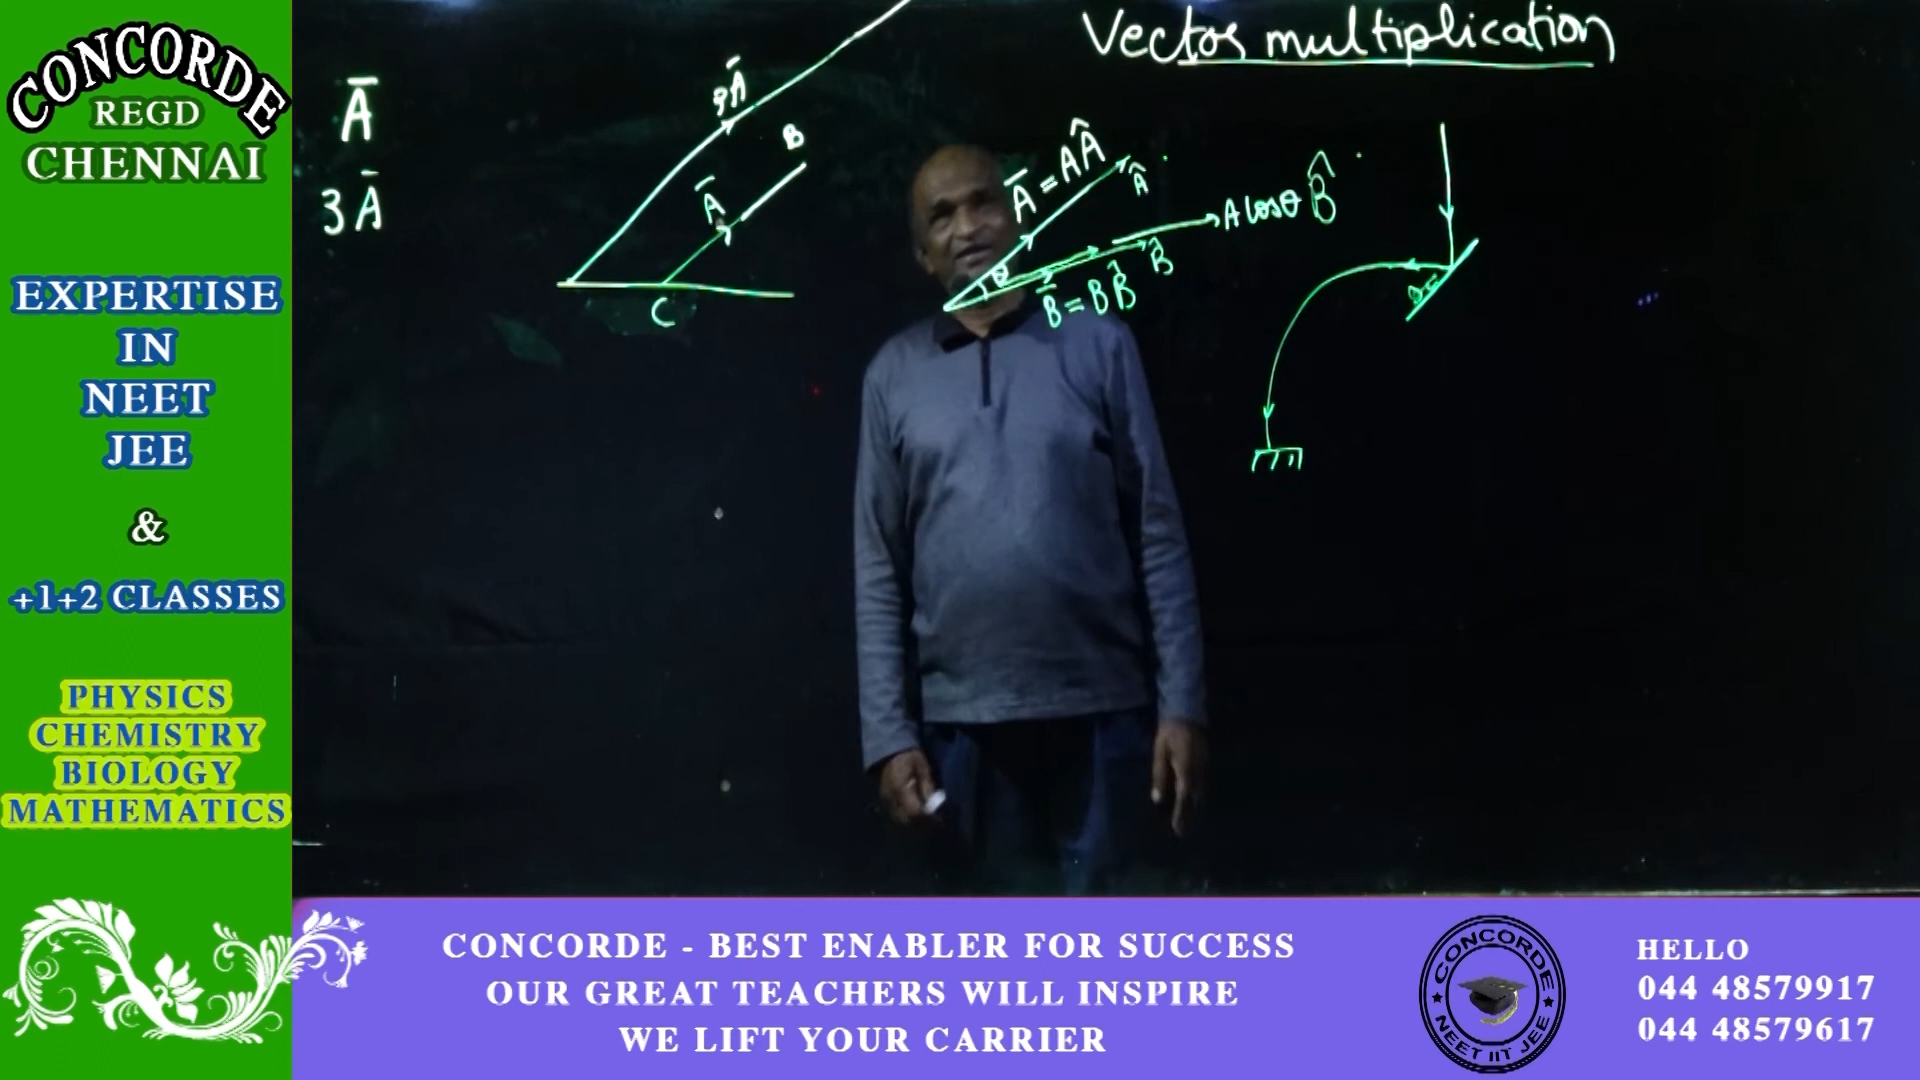 CONCORDE
REGD
CHENNAI
EXPERTISE
IN
NEET
JEE
&
+1+2 CLASSES
PHYSICS
CHEMISTRY
BIOLOGY
MATHEMATICS
Vector multiplication
Ā
3Ā
3Ā
Ā
B
C
Ā = AÂ
Â
θ
A cosθ B̂
B̂
B̄ = BB̂
CONCORDE - BEST ENABLER FOR SUCCESS
OUR GREAT TEACHERS WILL INSPIRE
WE LIFT YOUR CARRIER
CONCORDE
NEET IIT JEE
HELLO
044 48579917
044 48579617